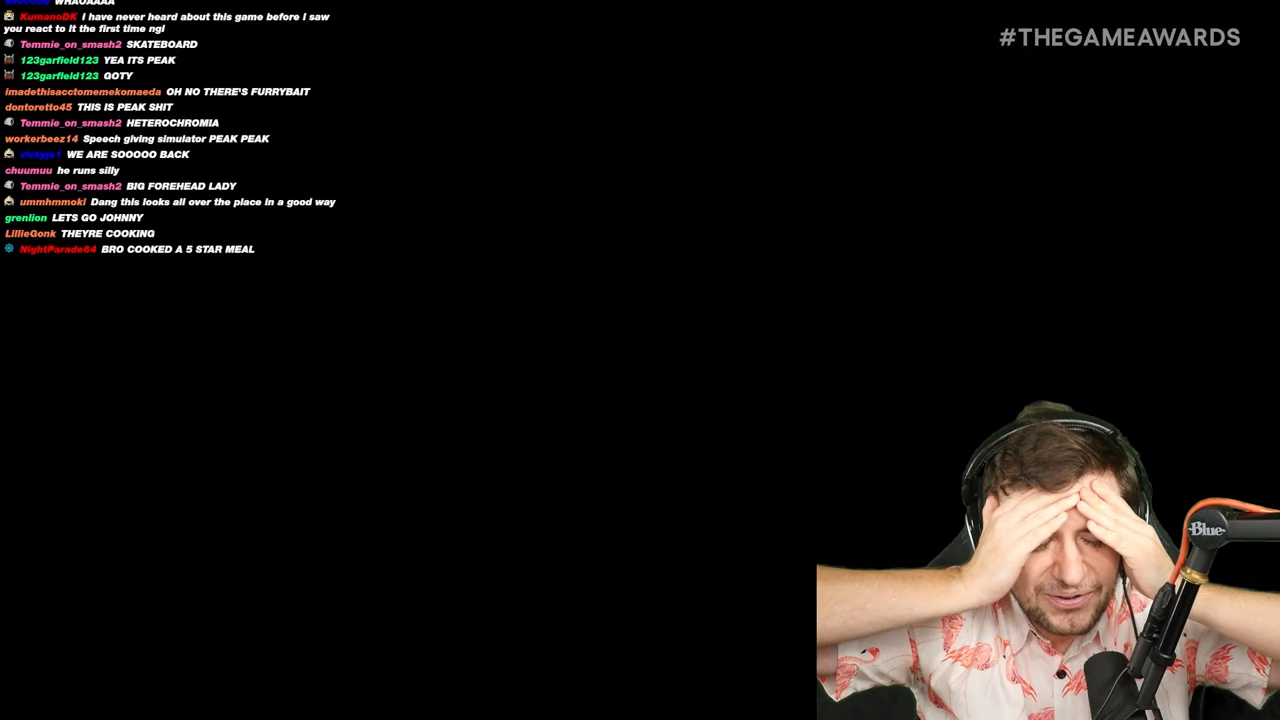 WHAOAAAA
#THEGAMEAWARDS
KumanoDK i have never heard about this game before i saw
you react to it the first time ngl
Temmie_on_smash2 SKATEBOARD
123garfield123 YEA ITS PEAK
123garfield123 GOTY
imadethisacctomemekomaeda OH NO THERE'S FURRYBAIT
dontoretto45 THIS IS PEAK SHIT
Temmie_on_smash2 HETEROCHROMIA
workerbeez14 Speech giving simulator PEAK PEAK
WE ARE SOOOOO BACK
chuumuu he runs silly
Temmie_on_smash2 BIG FOREHEAD LADY
ummhmmoki Dang this looks all over the place in a good way
grenlion LETS GO JOHNNY
LillieGonk THEYRE COOKING
NightParade64 BRO COOKED A 5 STAR MEAL
Blue